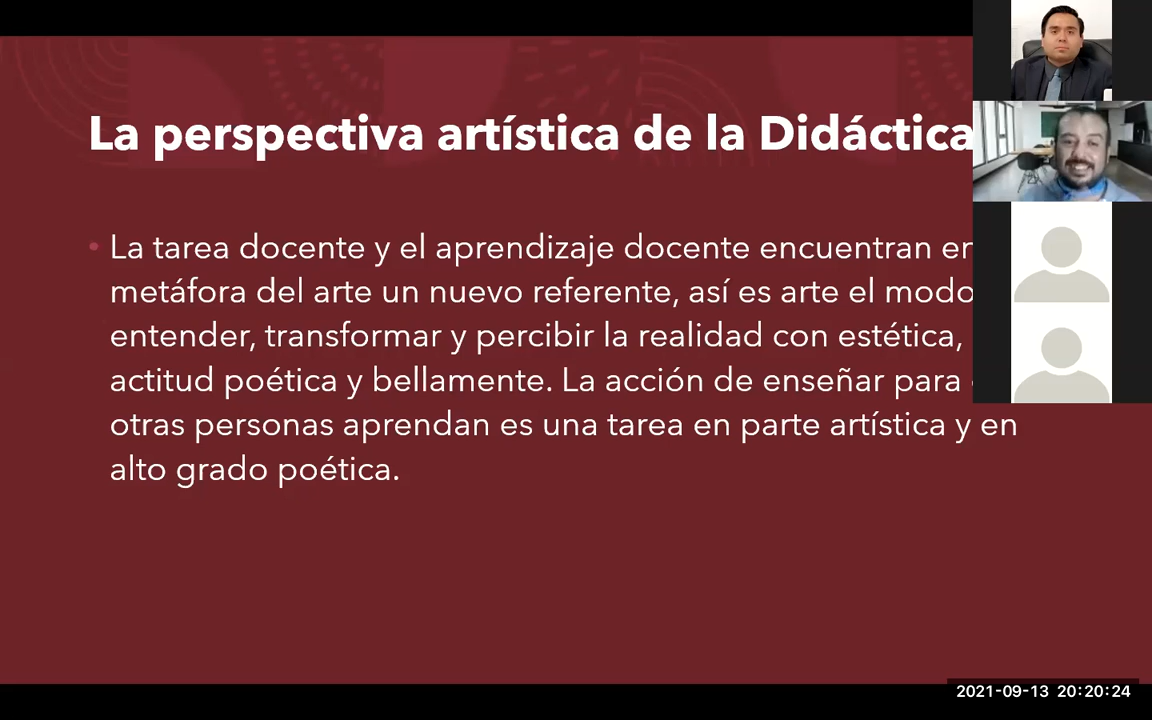 La perspectiva artística de la Didáctica
• La tarea docente y el aprendizaje docente encuentran en
metáfora del arte un nuevo referente, así es arte el modo
entender, transformar y percibir la realidad con estética,
actitud poética y bellamente. La acción de enseñar para
otras personas aprendan es una tarea en parte artística y en
alto grado poética.
2021-09-13 20:20:24